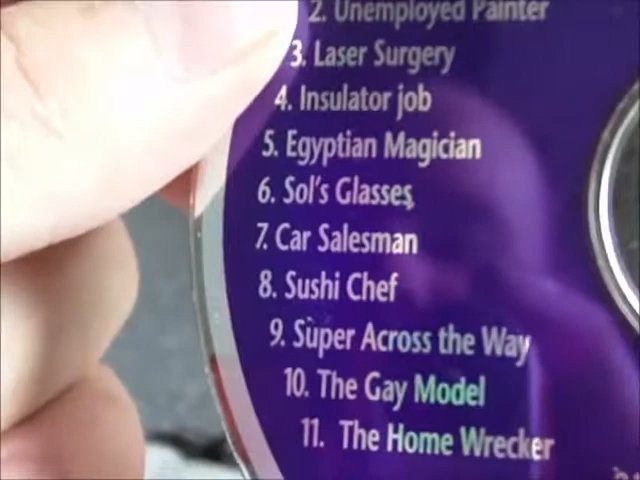 2. Unemployed Painter
3. Laser Surgery
4. Insulator job
5. Egyptian Magician
6. Sol's Glasses
7. Car Salesman
8. Sushi Chef
9. Super Across the Way
10. The Gay Model
11. The Home Wrecker